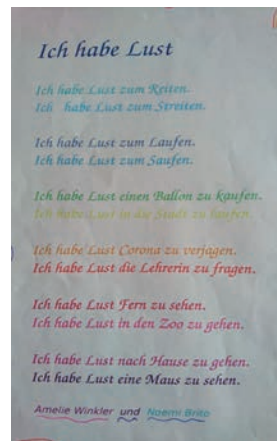 Ich habe Lust
Ich habe Lust zum Reiten.
Ich habe Lust zum Streiten.
Ich habe Lust zum Laufen.
Ich habe Lust zum Saufen.
Ich habe Lust einen Ballon zu kaufen.
Ich habe Lust in die Stadt zu laufen.
Ich habe Lust Corona zu verjagen.
Ich habe Lust die Lehrerin zu fragen.
Ich habe Lust Fern zu sehen.
Ich habe Lust in den Zoo zu gehen.
Ich habe Lust nach Hause zu gehen.
Ich habe Lust eine Maus zu sehen.
Amelie Winkler und Noemi Brito